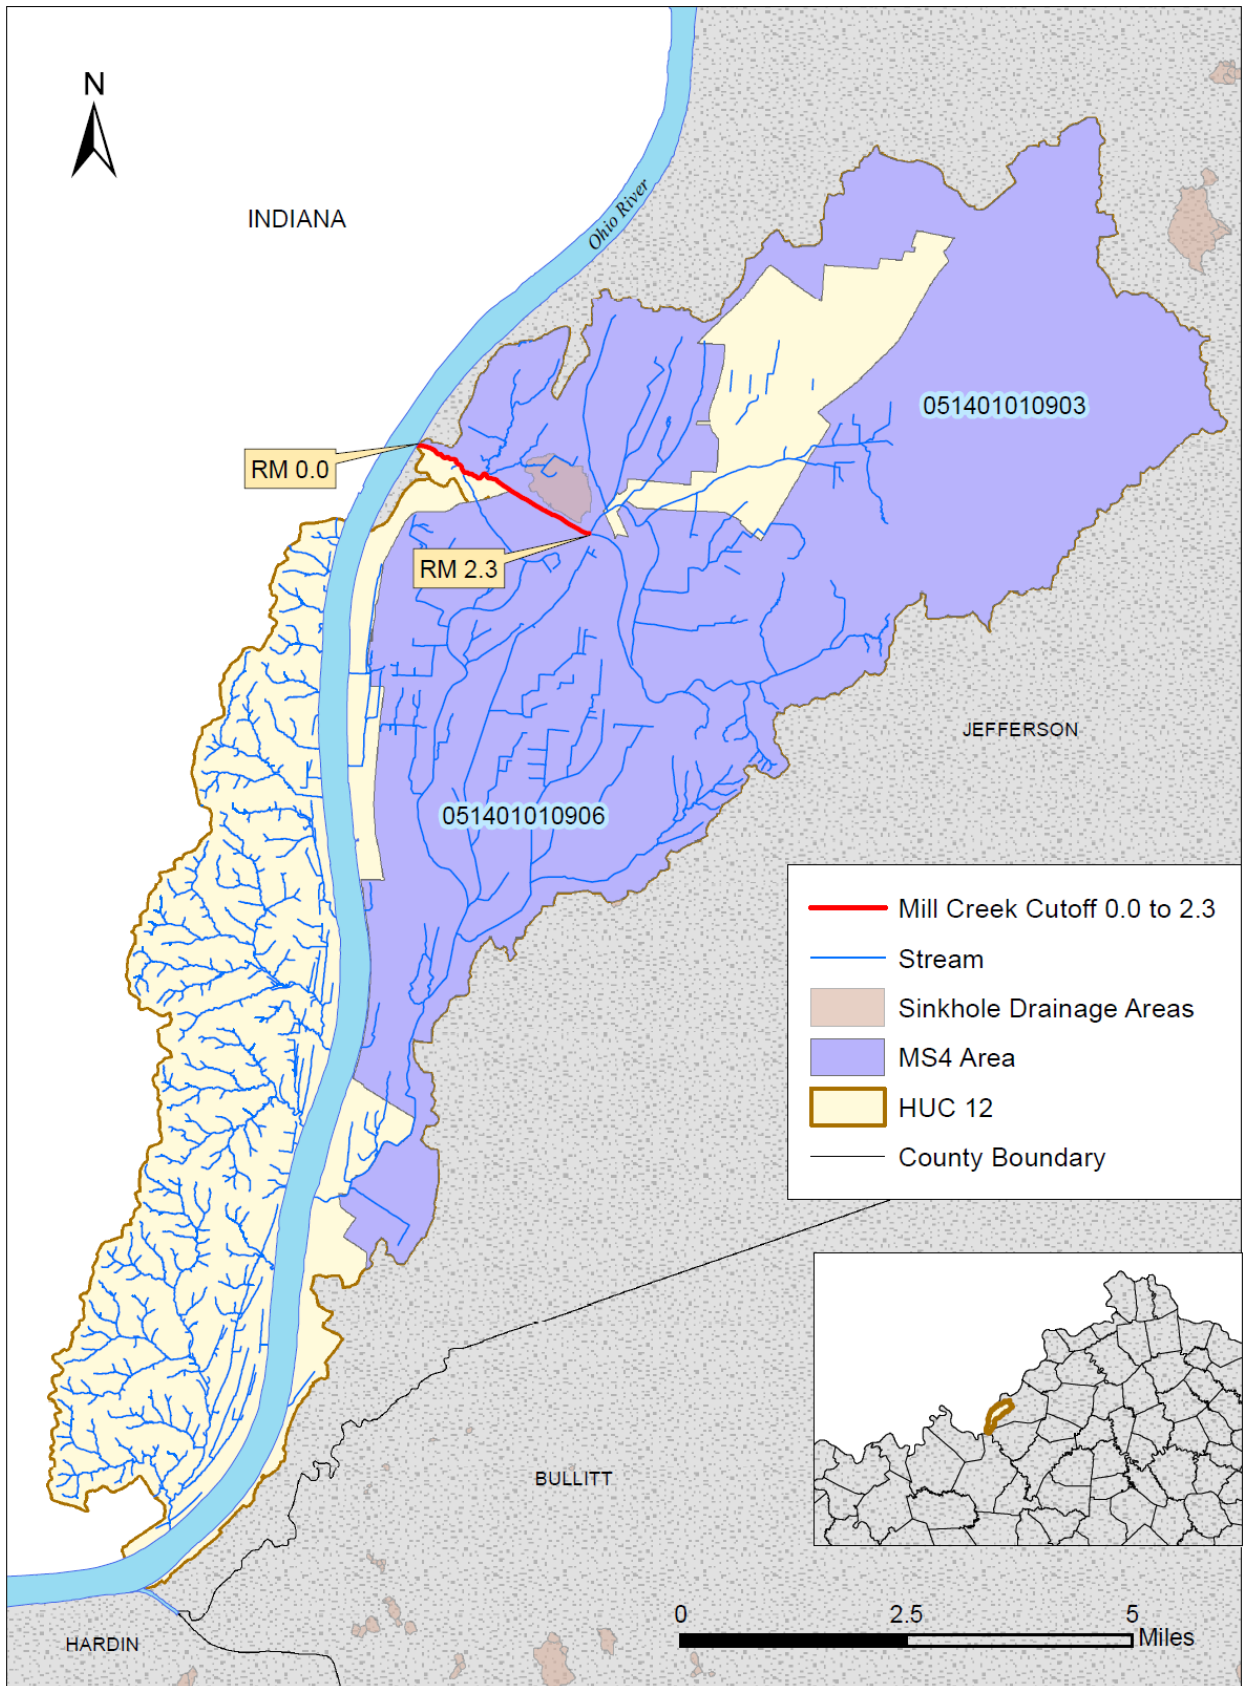 N
INDIANA
Ohio River
051401010903
RM 0.0
RM 2.3
JEFFERSON
051401010906
Mill Creek Cutoff 0.0 to 2.3
Stream
Sinkhole Drainage Areas
MS4 Area
HUC 12
County Boundary
BULLITT
HARDIN
0 2.5 5
Miles